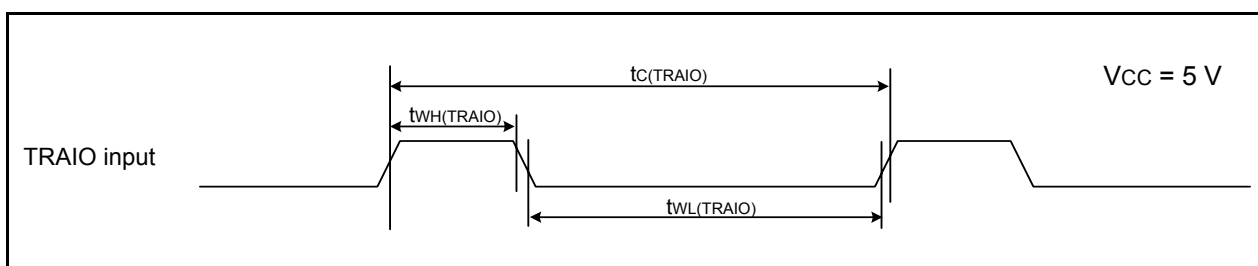 tC(TRAIO)
VCC = 5 V
tWH(TRAIO)
TRAIO input
tWL(TRAIO)